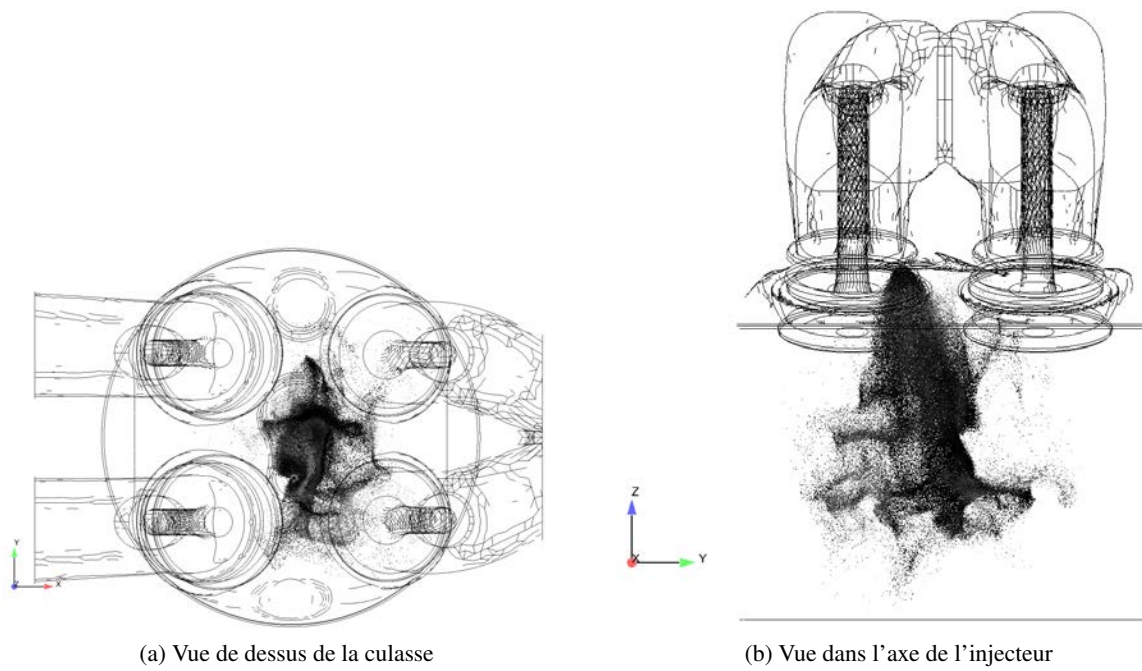 Z
X
Y
Y
Z
X
(a) Vue de dessus de la culasse
(b) Vue dans l'axe de l'injecteur